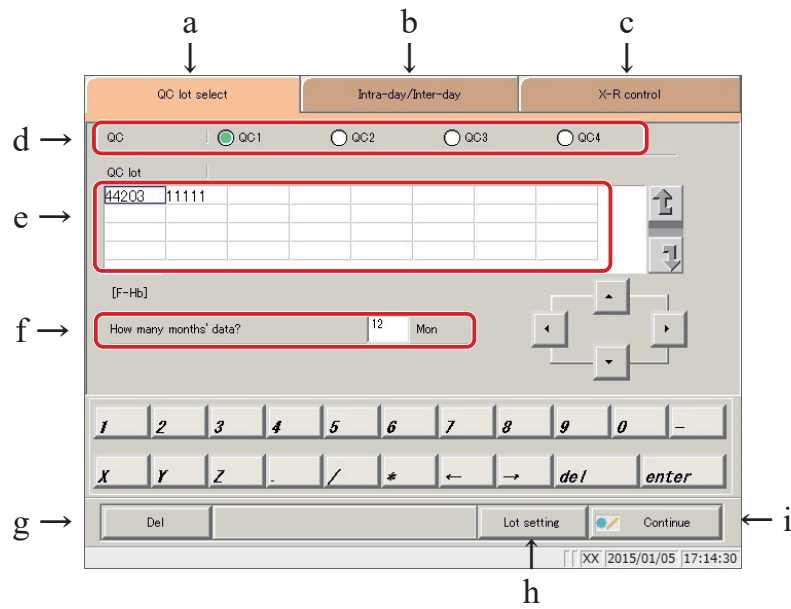 a b c
QC lot select Intra-day/Inter-day X-R control
d → QC QC1 QC2 QC3 QC4
QC lot
e → 44203 11111
[F-Hb]
f → How many months' data? 12 Mon
1 2 3 4 5 6 7 8 9 0 -
X Y Z . / * ← → del enter
g → Del Lot setting Continue ← i
XX 2015/01/05 17:14:30
h